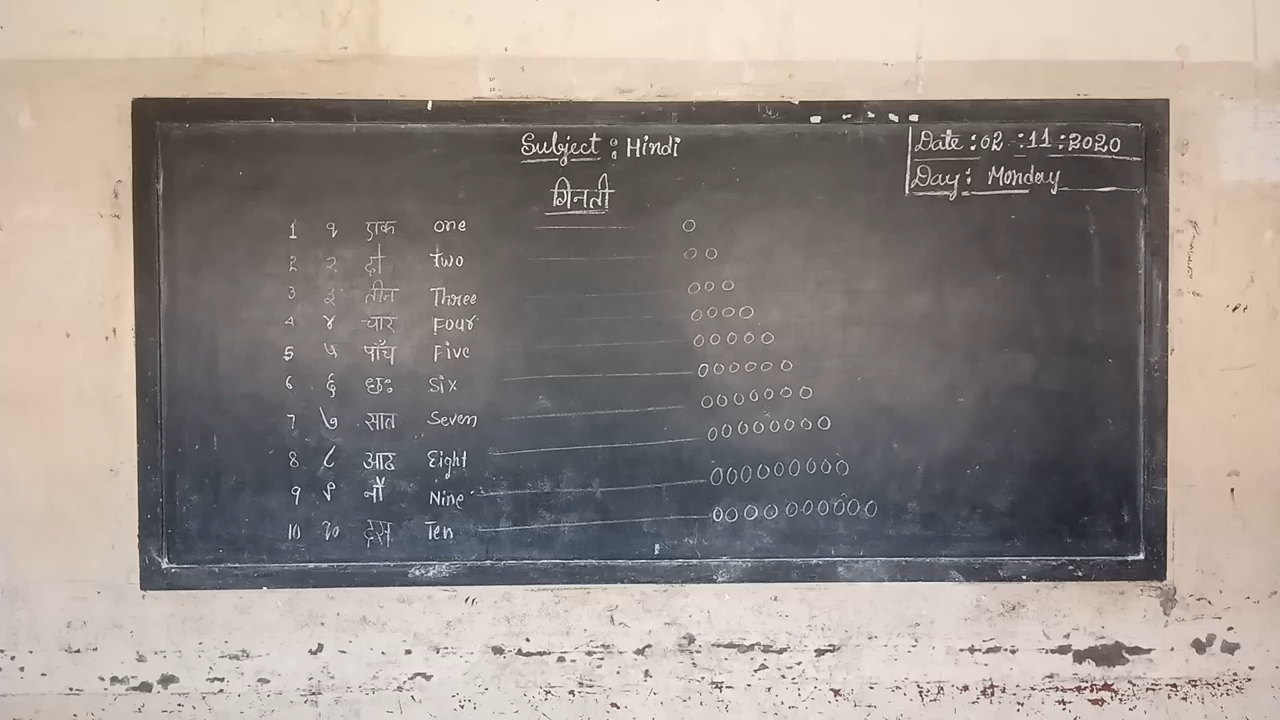 Subject : Hindi
Date : 02 : 11 : 2020
Day : Monday
गिनती
1 १ एक one
2 २ दो Two
3 ३ तीन Three
4 ४ चार Four
5 ५ पाँच Five
6 ६ छः Six
7 ७ सात Seven
8 ८ आठ Eight
9 ९ नौ Nine
10 १० दस Ten